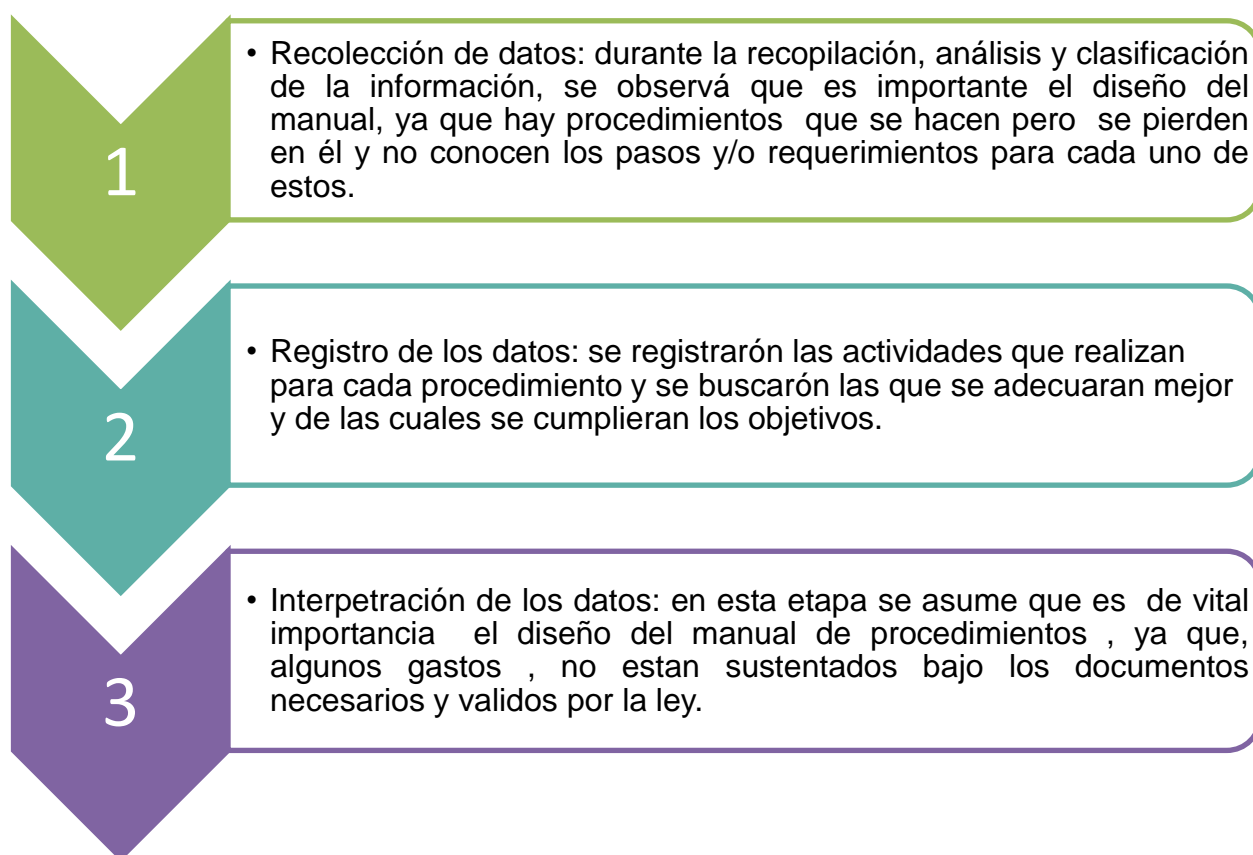 1
• Recolección de datos: durante la recopilación, análisis y clasificación
de la información, se observá que es importante el diseño del
manual, ya que hay procedimientos que se hacen pero se pierden
en él y no conocen los pasos y/o requerimientos para cada uno de
estos.
2
• Registro de los datos: se registrarón las actividades que realizan
para cada procedimiento y se buscarón las que se adecuaran mejor
y de las cuales se cumplieran los objetivos.
3
• Interpetración de los datos: en esta etapa se asume que es de vital
importancia el diseño del manual de procedimientos , ya que,
algunos gastos , no estan sustentados bajo los documentos
necesarios y validos por la ley.